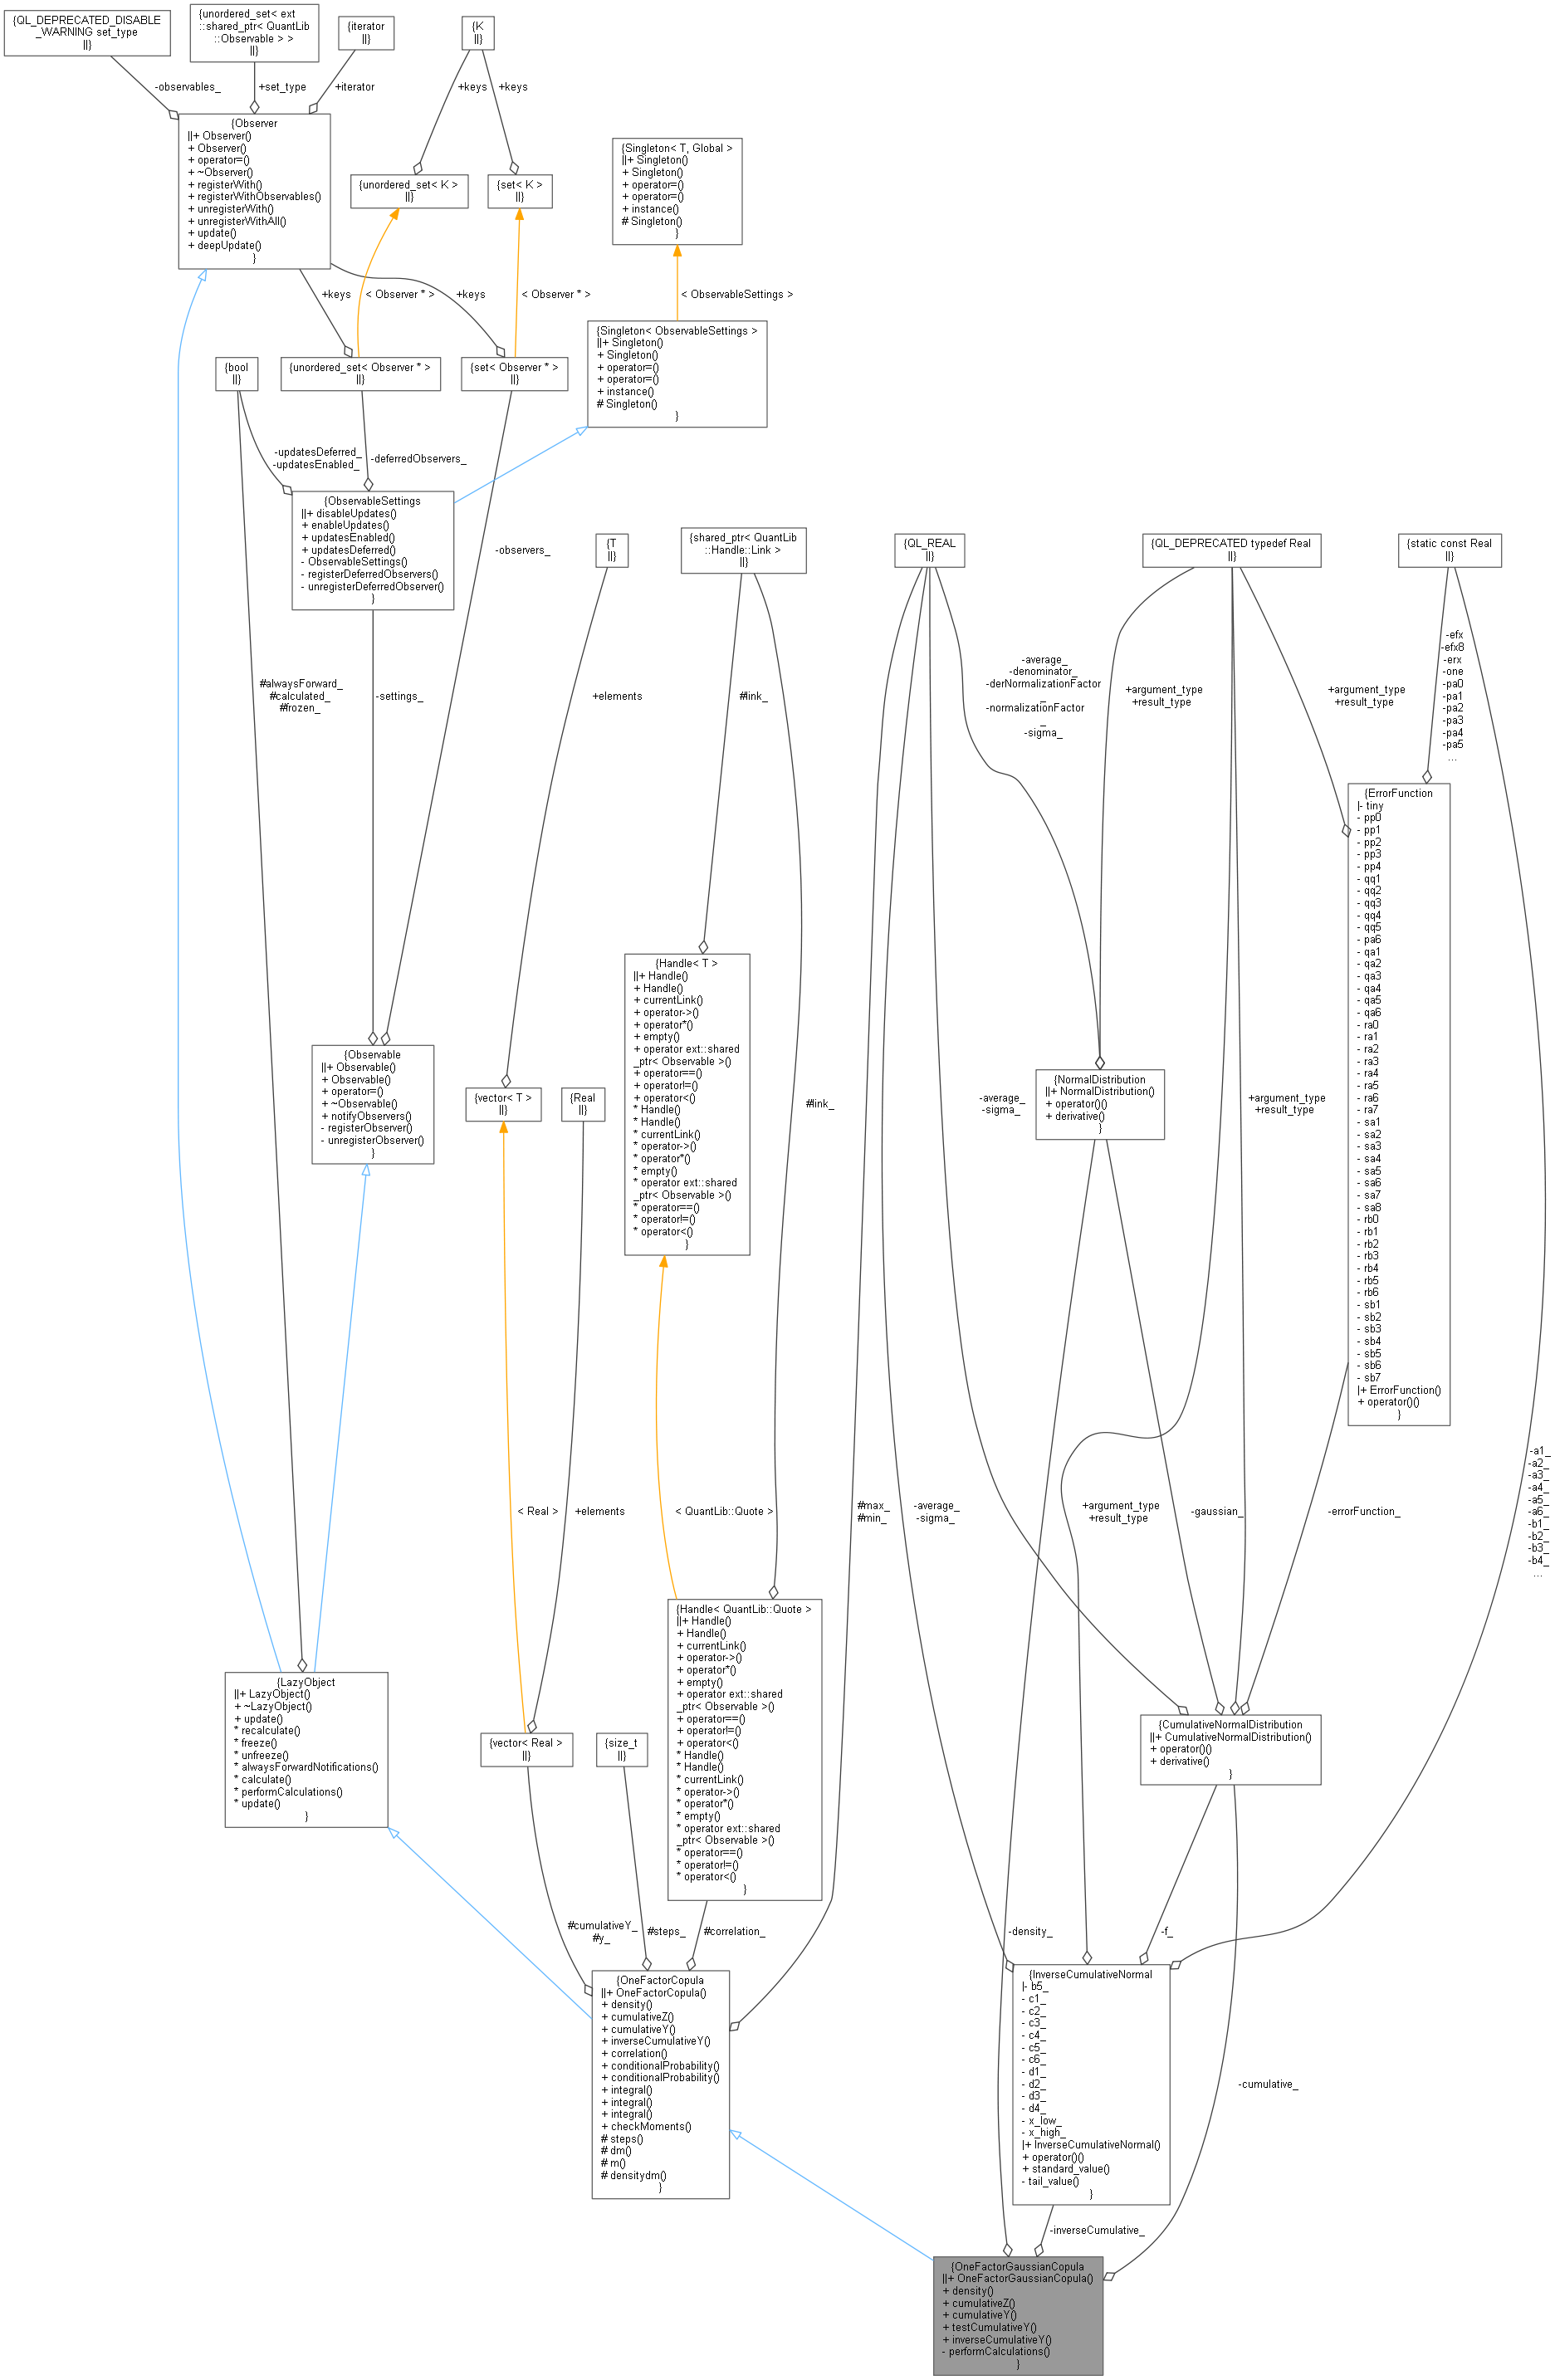 {QL_DEPRECATED_DISABLE
_WARNING set_type
||}
{unordered_set< ext
::shared_ptr< QuantLib
::Observable > >
||}
{iterator
||}
{K
||}
-observables_
+set_type
+iterator
+keys
+keys
{Observer
||+ Observer()
+ Observer()
+ operator=()
+ ~Observer()
+ registerWith()
+ registerWithObservables()
+ unregisterWith()
+ unregisterWithAll()
+ update()
+ deepUpdate()
}
{unordered_set< K >
||}
{set< K >
||}
{Singleton< T, Global >
||+ Singleton()
+ Singleton()
+ operator=()
+ operator=()
+ instance()
# Singleton()
}
+keys
< Observer * >
+keys
< Observer * >
< ObservableSettings >
{bool
||}
{unordered_set< Observer * >
||}
{set< Observer * >
||}
{Singleton< ObservableSettings >
||+ Singleton()
+ Singleton()
+ operator=()
+ operator=()
+ instance()
# Singleton()
}
-updatesDeferred_
-updatesEnabled_
-deferredObservers_
{ObservableSettings
||+ disableUpdates()
+ enableUpdates()
+ updatesEnabled()
+ updatesDeferred()
- ObservableSettings()
- registerDeferredObservers()
- unregisterDeferredObserver()
}
-observers_
{T
||}
{shared_ptr< QuantLib
::Handle::Link >
||}
{QL_REAL
||}
{QL_DEPRECATED typedef Real
||}
{static const Real
||}
#alwaysForward_
#calculated_
#frozen_
-settings_
+elements
#link_
-average_
-denominator_
-derNormalizationFactor
_
-normalizationFactor
_
-sigma_
+argument_type
+result_type
+argument_type
+result_type
-efx
-efx8
-erx
-one
-pa0
-pa1
-pa2
-pa3
-pa4
-pa5
...
{ErrorFunction
|- tiny
- pp0
- pp1
- pp2
- pp3
- pp4
- qq1
- qq2
- qq3
- qq4
- qq5
- pa6
- qa1
- qa2
- qa3
- qa4
- qa5
- qa6
- ra0
- ra1
- ra2
- ra3
- ra4
- ra5
- ra6
- ra7
- sa1
- sa2
- sa3
- sa4
- sa5
- sa6
- sa7
- sa8
- rb0
- rb1
- rb2
- rb3
- rb4
- rb5
- rb6
- sb1
- sb2
- sb3
- sb4
- sb5
- sb6
- sb7
|+ ErrorFunction()
+ operator()()
}
{Handle< T >
||+ Handle()
+ Handle()
+ currentLink()
+ operator->()
+ operator*()
+ empty()
+ operator ext::shared
_ptr< Observable >()
+ operator==()
+ operator!=()
+ operator<()
* Handle()
* Handle()
* currentLink()
* operator->()
* operator*()
* empty()
* operator ext::shared
_ptr< Observable >()
* operator==()
* operator!=()
* operator<()
}
{Observable
||+ Observable()
+ Observable()
+ operator=()
+ ~Observable()
+ notifyObservers()
- registerObserver()
- unregisterObserver()
}
{vector< T >
||}
{Real
||}
#link_
-average_
-sigma_
{NormalDistribution
||+ NormalDistribution()
+ operator()()
+ derivative()
}
+argument_type
+result_type
< Real >
+elements
< QuantLib::Quote >
#max_
#min_
-average_
-sigma_
+argument_type
+result_type
-gaussian_
-errorFunction_
-a1_
-a2_
-a3_
-a4_
-a5_
-a6_
-b1_
-b2_
-b3_
-b4_
...
{Handle< QuantLib::Quote >
||+ Handle()
+ Handle()
+ currentLink()
+ operator->()
+ operator*()
+ empty()
+ operator ext::shared
_ptr< Observable >()
+ operator==()
+ operator!=()
+ operator<()
* Handle()
* Handle()
* currentLink()
* operator->()
* operator*()
* empty()
* operator ext::shared
_ptr< Observable >()
* operator==()
* operator!=()
* operator<()
}
{LazyObject
||+ LazyObject()
+ ~LazyObject()
+ update()
* recalculate()
* freeze()
* unfreeze()
* alwaysForwardNotifications()
* calculate()
* performCalculations()
* update()
}
{vector< Real >
||}
{size_t
||}
{CumulativeNormalDistribution
||+ CumulativeNormalDistribution()
+ operator()()
+ derivative()
}
#cumulativeY_
#y_
#steps_
#correlation_
-density_
-f_
{OneFactorCopula
||+ OneFactorCopula()
+ density()
+ cumulativeZ()
+ cumulativeY()
+ inverseCumulativeY()
+ correlation()
+ conditionalProbability()
+ conditionalProbability()
+ integral()
+ integral()
+ integral()
+ checkMoments()
# steps()
# dm()
# m()
# densitydm()
}
{InverseCumulativeNormal
|- b5_
- c1_
- c2_
- c3_
- c4_
- c5_
- c6_
- d1_
- d2_
- d3_
- d4_
- x_low_
- x_high_
|+ InverseCumulativeNormal()
+ operator()()
+ standard_value()
- tail_value()
}
-cumulative_
-inverseCumulative_
{OneFactorGaussianCopula
||+ OneFactorGaussianCopula()
+ density()
+ cumulativeZ()
+ cumulativeY()
+ testCumulativeY()
+ inverseCumulativeY()
- performCalculations()
}